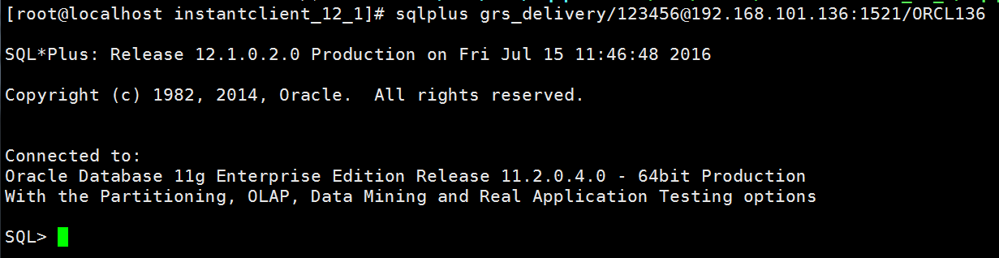 [root@localhost instantclient_12_1]# sqlplus grs_delivery/123456@192.168.101.136:1521/ORCL136
SQL*Plus: Release 12.1.0.2.0 Production on Fri Jul 15 11:46:48 2016
Copyright (c) 1982, 2014, Oracle.  All rights reserved.
Connected to:
Oracle Database 11g Enterprise Edition Release 11.2.0.4.0 - 64bit Production
With the Partitioning, OLAP, Data Mining and Real Application Testing options
SQL>